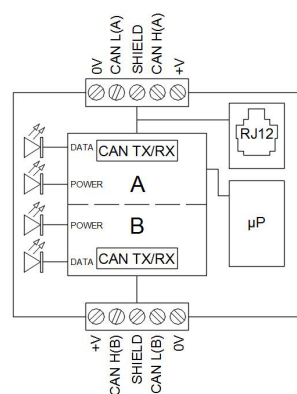 0V
CAN L(A)
SHIELD
CAN H(A)
+V
RJ12
DATA
CAN TX/RX
POWER
A
POWER
B
µP
DATA
CAN TX/RX
+V
CAN H(B)
SHIELD
CAN L(B)
0V